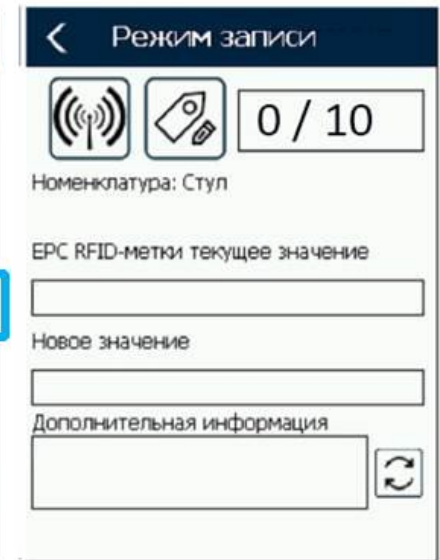 Режим записи
0 / 10
Номенклатура: Стул
EPC RFID-метки текущее значение
Новое значение
Дополнительная информация